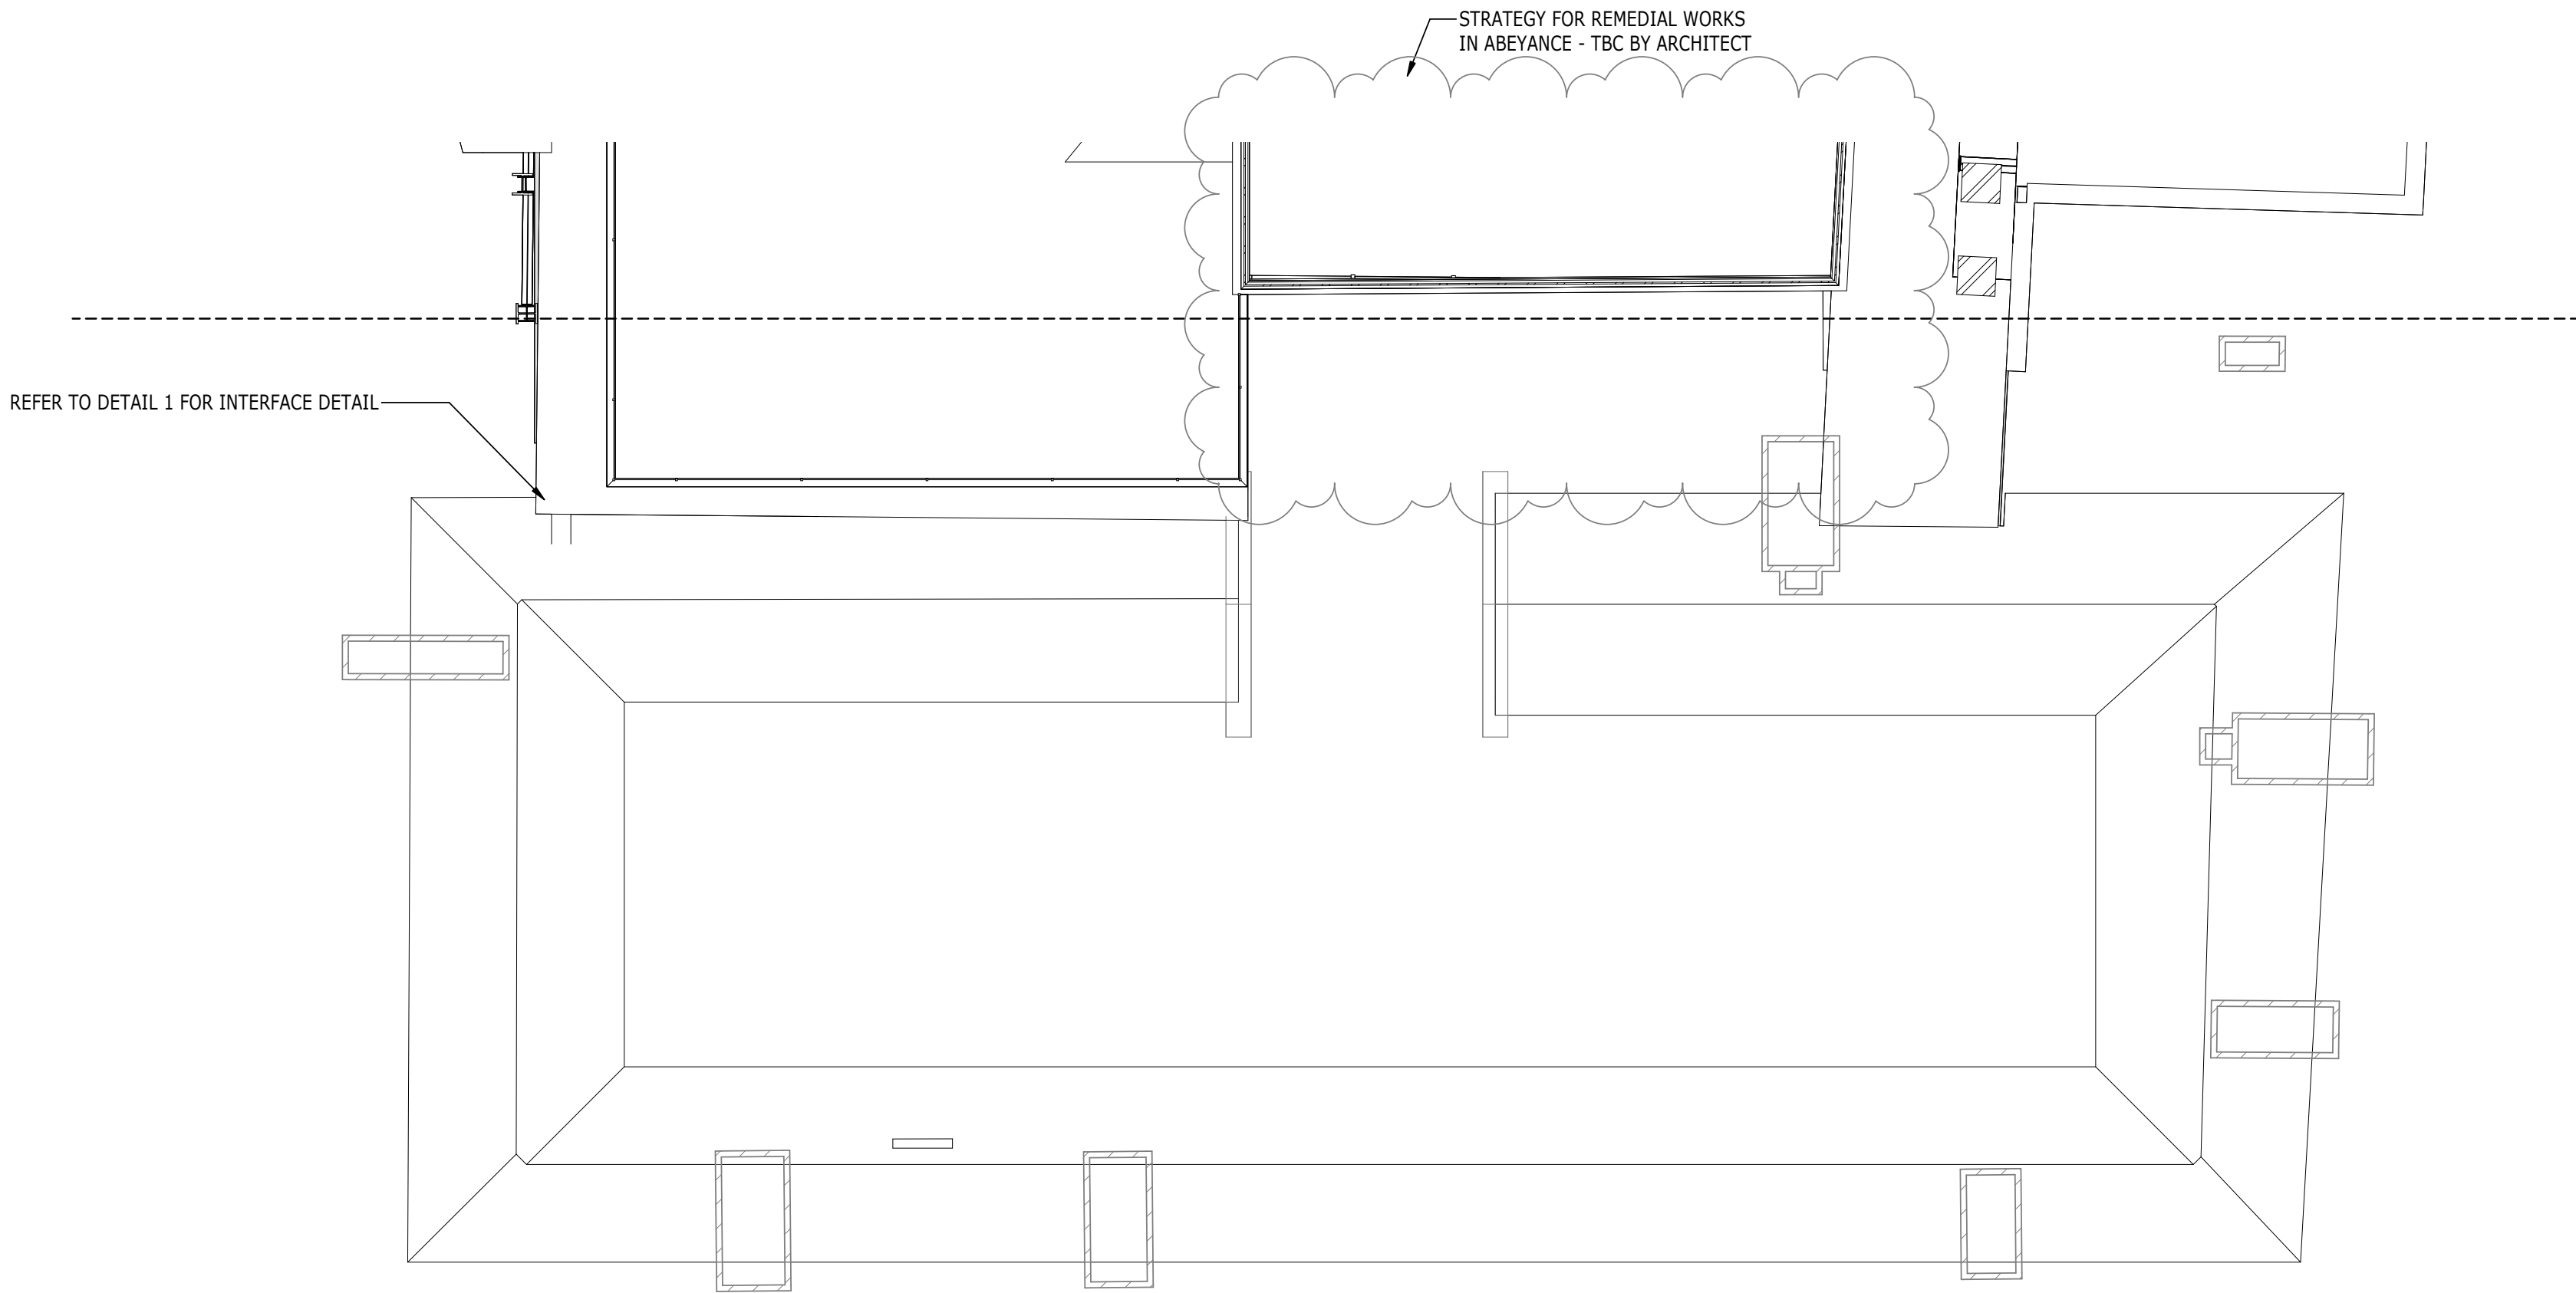 STRATEGY FOR REMEDIAL WORKS
IN ABEYANCE - TBC BY ARCHITECT
REFER TO DETAIL 1 FOR INTERFACE DETAIL